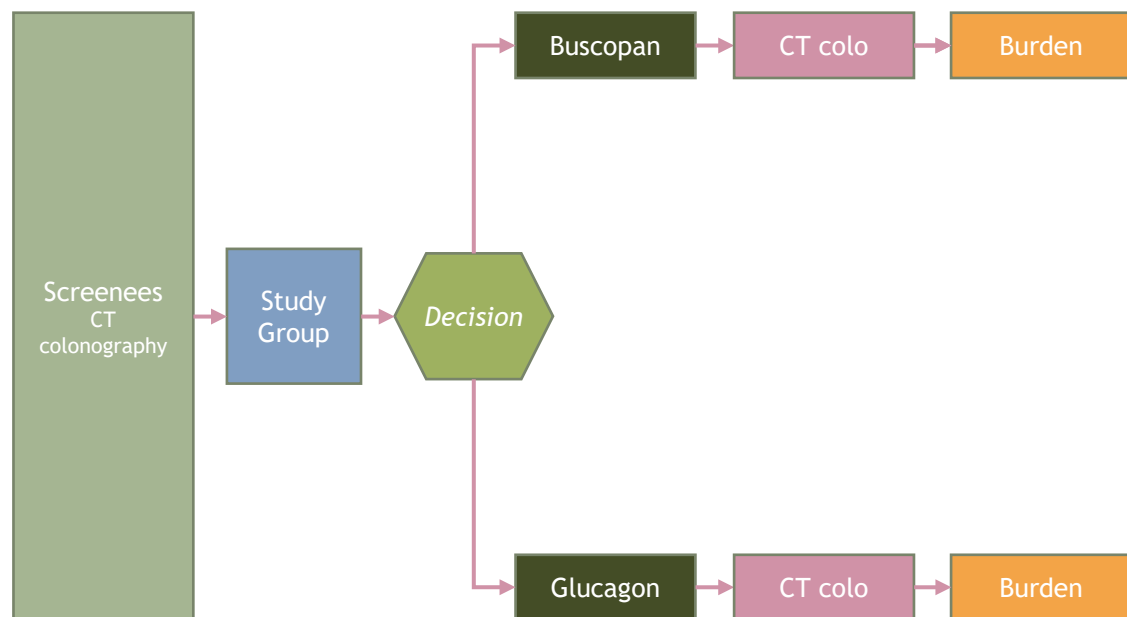 Buscopan
CT colo
Burden
Screenees
CT
colonography
Study
Group
Decision
Glucagon
CT colo
Burden